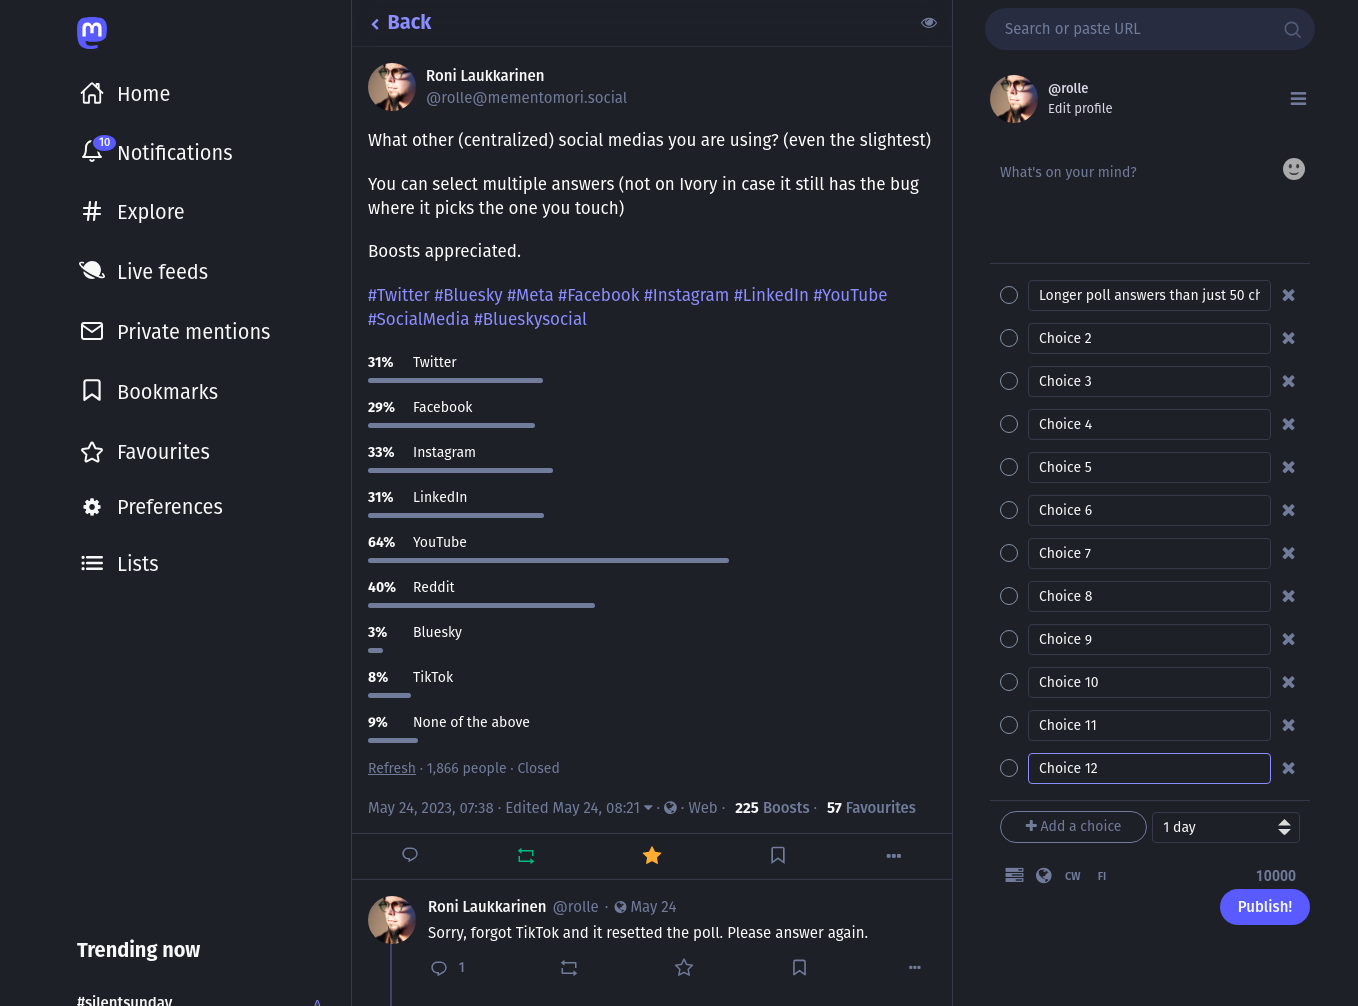 Home
10
Notifications
Explore
Live feeds
Private mentions
Bookmarks
Favourites
Preferences
Lists
Trending now
#silentsunday
Back
Roni Laukkarinen
@rolle@mementomori.social
What other (centralized) social medias you are using? (even the slightest)
You can select multiple answers (not on Ivory in case it still has the bug
where it picks the one you touch)
Boosts appreciated.
#Twitter #Bluesky #Meta #Facebook #Instagram #LinkedIn #YouTube
#SocialMedia #Blueskysocial
31% Twitter
29% Facebook
33% Instagram
31% LinkedIn
64% YouTube
40% Reddit
3% Bluesky
8% TikTok
9% None of the above
Refresh · 1,866 people · Closed
May 24, 2023, 07:38 · Edited May 24, 08:21 · Web · 225 Boosts · 57 Favourites
Roni Laukkarinen @rolle · May 24
Sorry, forgot TikTok and it resetted the poll. Please answer again.
1
Search or paste URL
@rolle
Edit profile
What's on your mind?
Longer poll answers than just 50 ch
Choice 2
Choice 3
Choice 4
Choice 5
Choice 6
Choice 7
Choice 8
Choice 9
Choice 10
Choice 11
Choice 12
+ Add a choice
1 day
CW FI 10000
Publish!